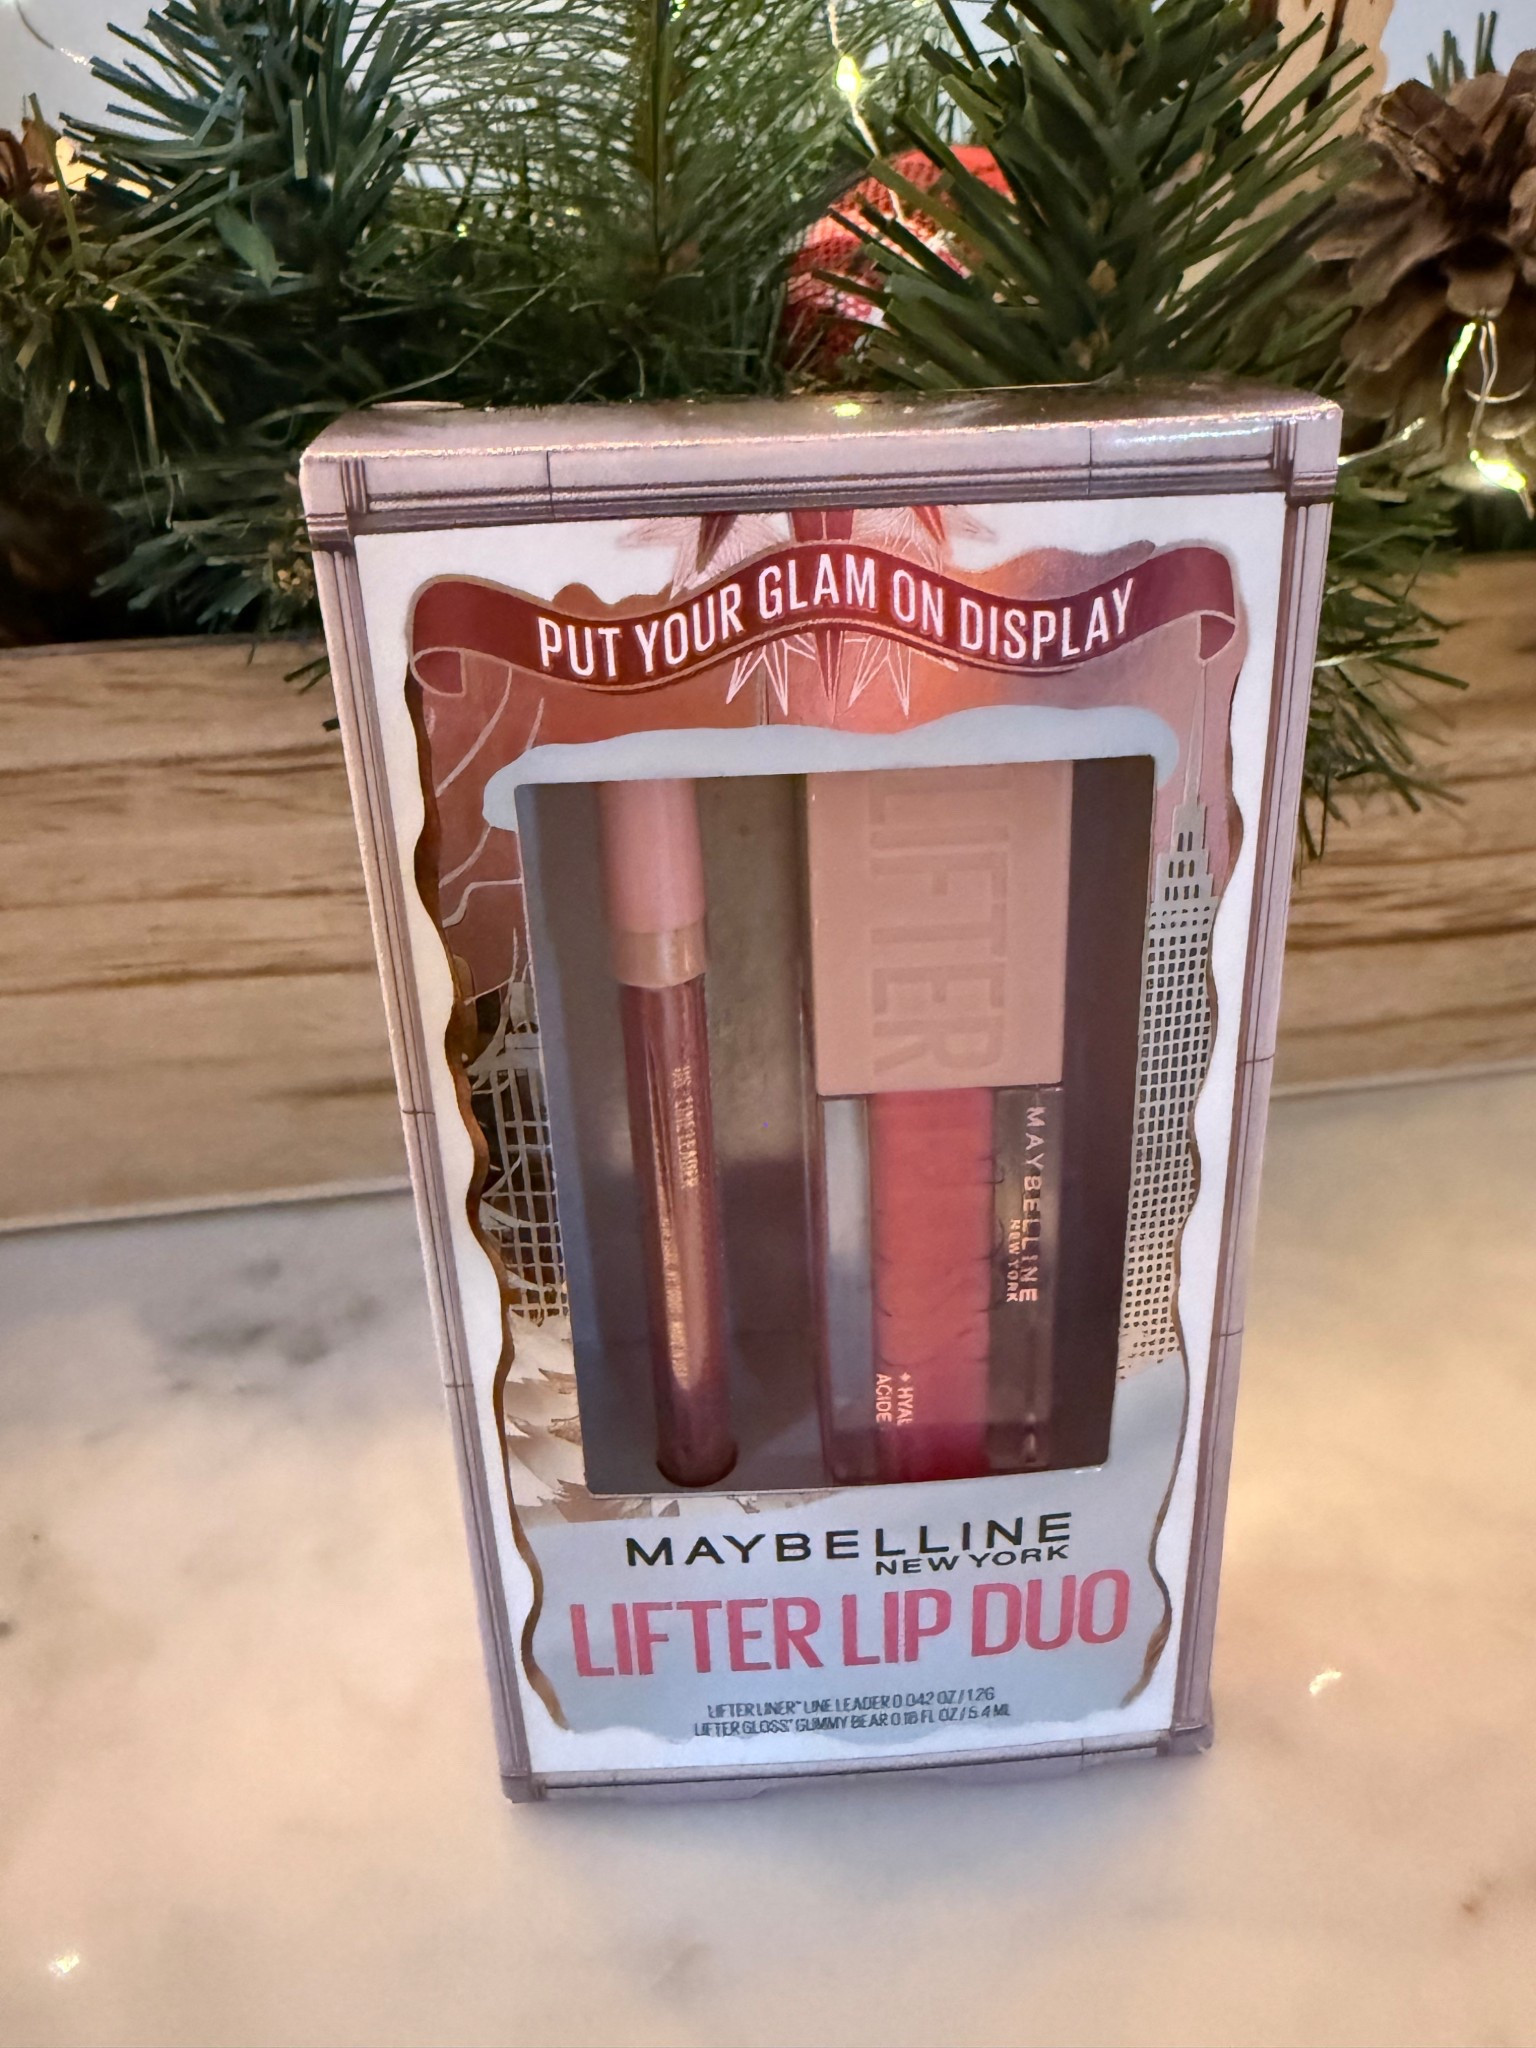 PUT YOUR GLAM ON DISPLAY
LIFTER
MAYBELLINE
NEW YORK
+ HYAL
ACIDE
MAYBELLINE
NEW YORK
LIFTER LIP DUO
LIFTER LINER™ LINE LEADER 0.042 OZ / 1.2G
LIFTER GLOSS™ GUMMY BEAR 0.18 FL OZ / 5.4 ML